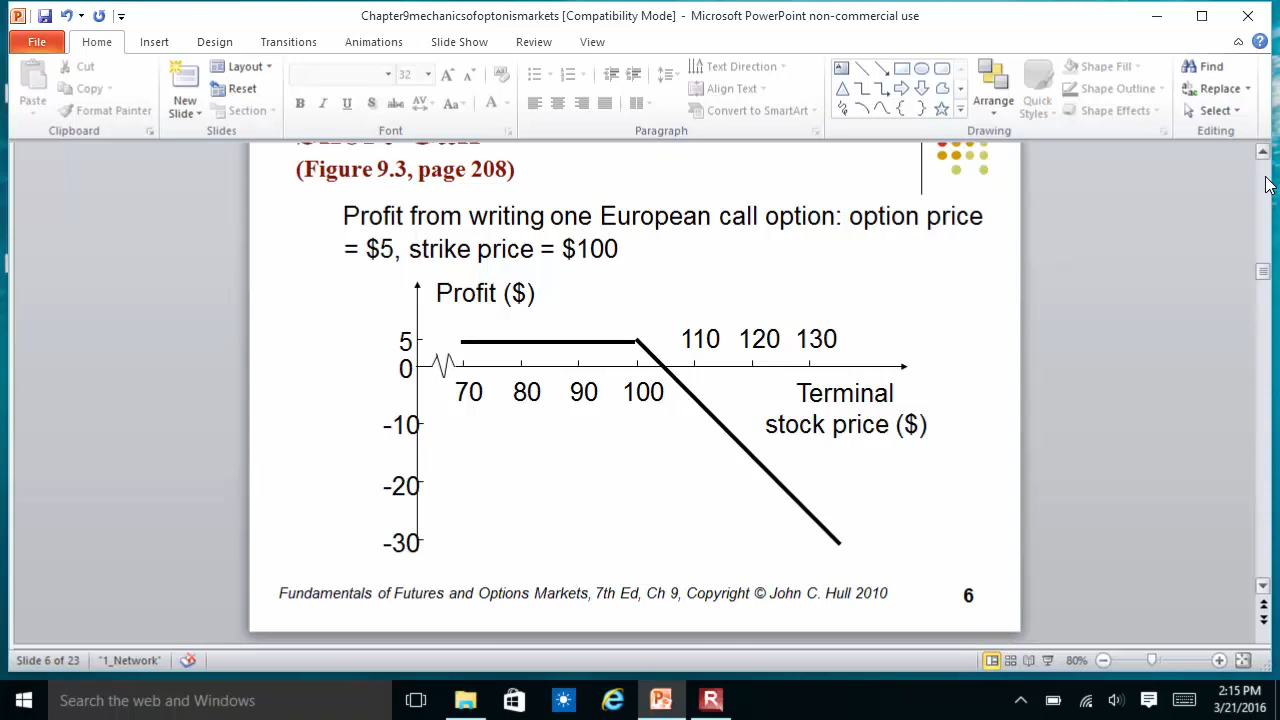 Chapter9mechanicsofoptonismarkets [Compatibility Mode] - Microsoft PowerPoint non-commercial use
File Home Insert Design Transitions Animations Slide Show Review View
Paste
Cut
Copy
Format Painter
Clipboard
New Slide
Layout
Reset
Section
Slides
32
B I U S abc AV Aa A
Font
Text Direction
Align Text
Convert to SmartArt
Paragraph
Arrange
Quick Styles
Shape Fill
Shape Outline
Shape Effects
Drawing
Find
Replace
Select
Editing
(Figure 9.3, page 208)
Profit from writing one European call option: option price
= $5, strike price = $100
Profit ($)
5
0
-10
-20
-30
110 120 130
70 80 90 100
Terminal
stock price ($)
Fundamentals of Futures and Options Markets, 7th Ed, Ch 9, Copyright © John C. Hull 2010
6
Slide 6 of 23 "1_Network" 80%
Search the web and Windows
2:15 PM
3/21/2016